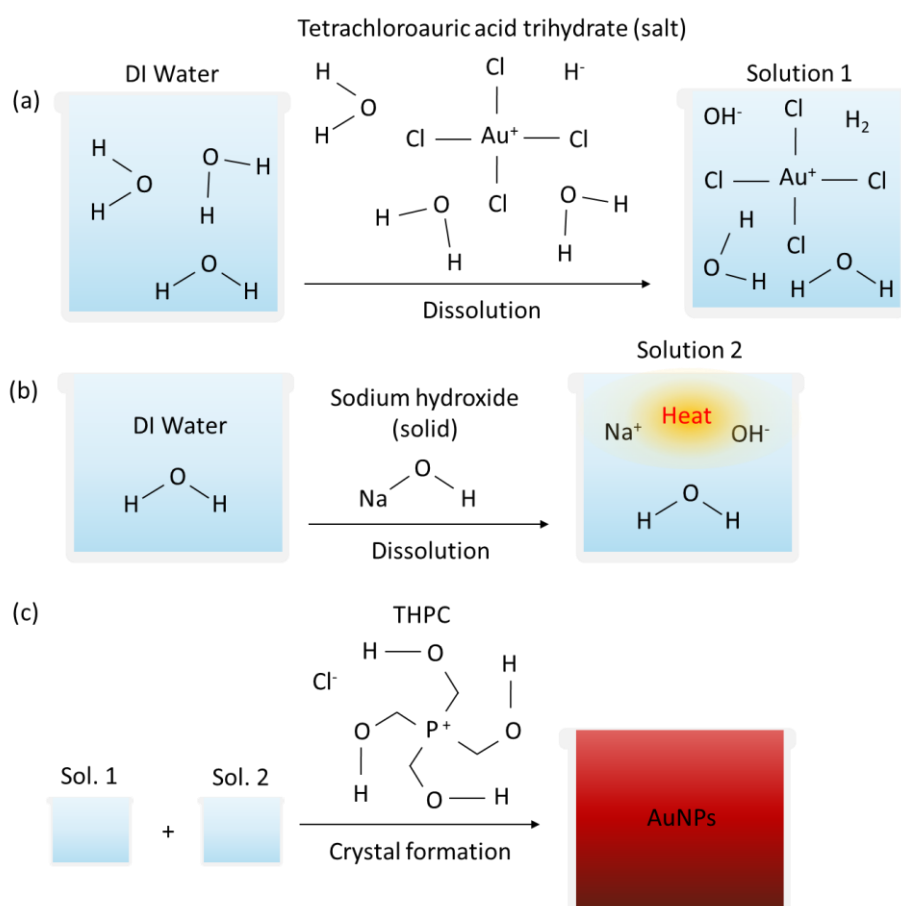 Tetrachloroauric acid trihydrate (salt)
(a)
DI Water
H
O
H
O
H
H
O
H
H
H
O
H
Cl
H⁻
Cl
Au⁺
Cl
Cl
H
O
H
O
H
H
Dissolution
Solution 1
OH⁻
Cl
H₂
Cl
Au⁺
Cl
H
Cl
O
H
O
H
H
(b)
DI Water
O
H
H
Sodium hydroxide
(solid)
O
Na
H
Dissolution
Solution 2
Na⁺
Heat
OH⁻
O
H
H
(c)
THPC
H
O
H
Cl⁻
O
P⁺
O
H
O
H
Sol. 1
+
Sol. 2
Crystal formation
AuNPs